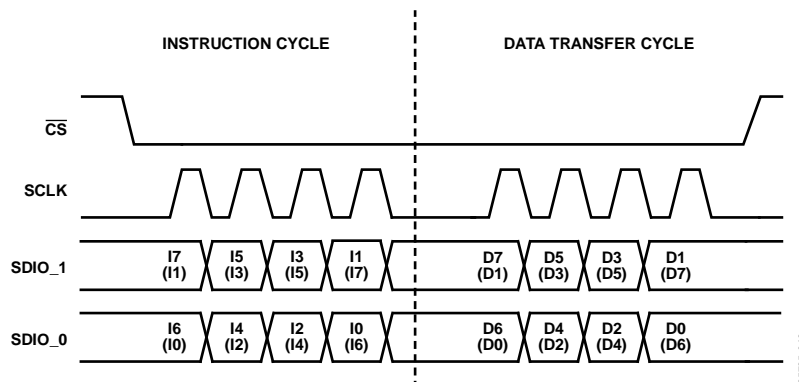 INSTRUCTION CYCLE DATA TRANSFER CYCLE
CS
SCLK
SDIO_1 I7 I5 I3 I1 D7 D5 D3 D1
(I1) (I3) (I5) (I7) (D1) (D3) (D5) (D7)
SDIO_0 I6 I4 I2 I0 D6 D4 D2 D0
(I0) (I2) (I4) (I6) (D0) (D2) (D4) (D6)